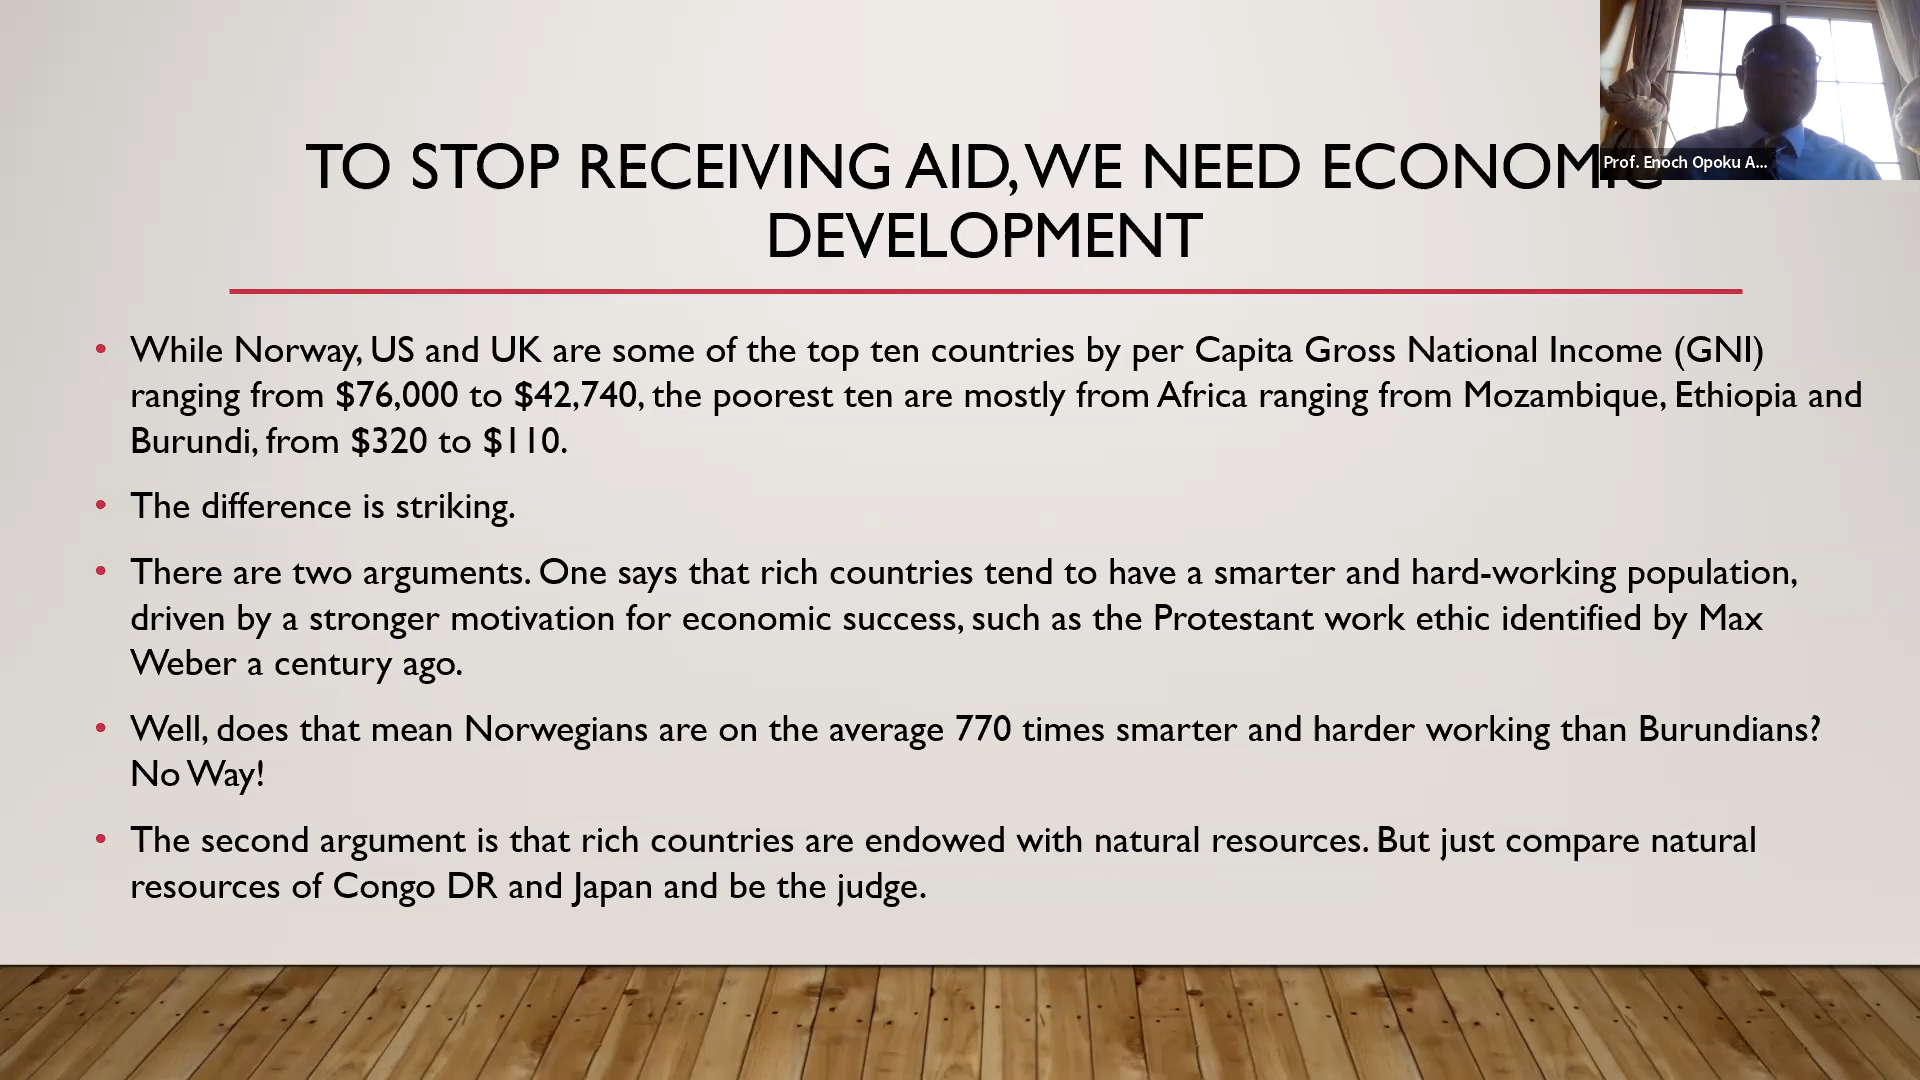 TO STOP RECEIVING AID, WE NEED ECONOMIC
DEVELOPMENT
Prof. Enoch Opoku A...
• While Norway, US and UK are some of the top ten countries by per Capita Gross National Income (GNI)
ranging from $76,000 to $42,740, the poorest ten are mostly from Africa ranging from Mozambique, Ethiopia and
Burundi, from $320 to $110.
• The difference is striking.
• There are two arguments. One says that rich countries tend to have a smarter and hard-working population,
driven by a stronger motivation for economic success, such as the Protestant work ethic identified by Max
Weber a century ago.
• Well, does that mean Norwegians are on the average 770 times smarter and harder working than Burundians?
No Way!
• The second argument is that rich countries are endowed with natural resources. But just compare natural
resources of Congo DR and Japan and be the judge.